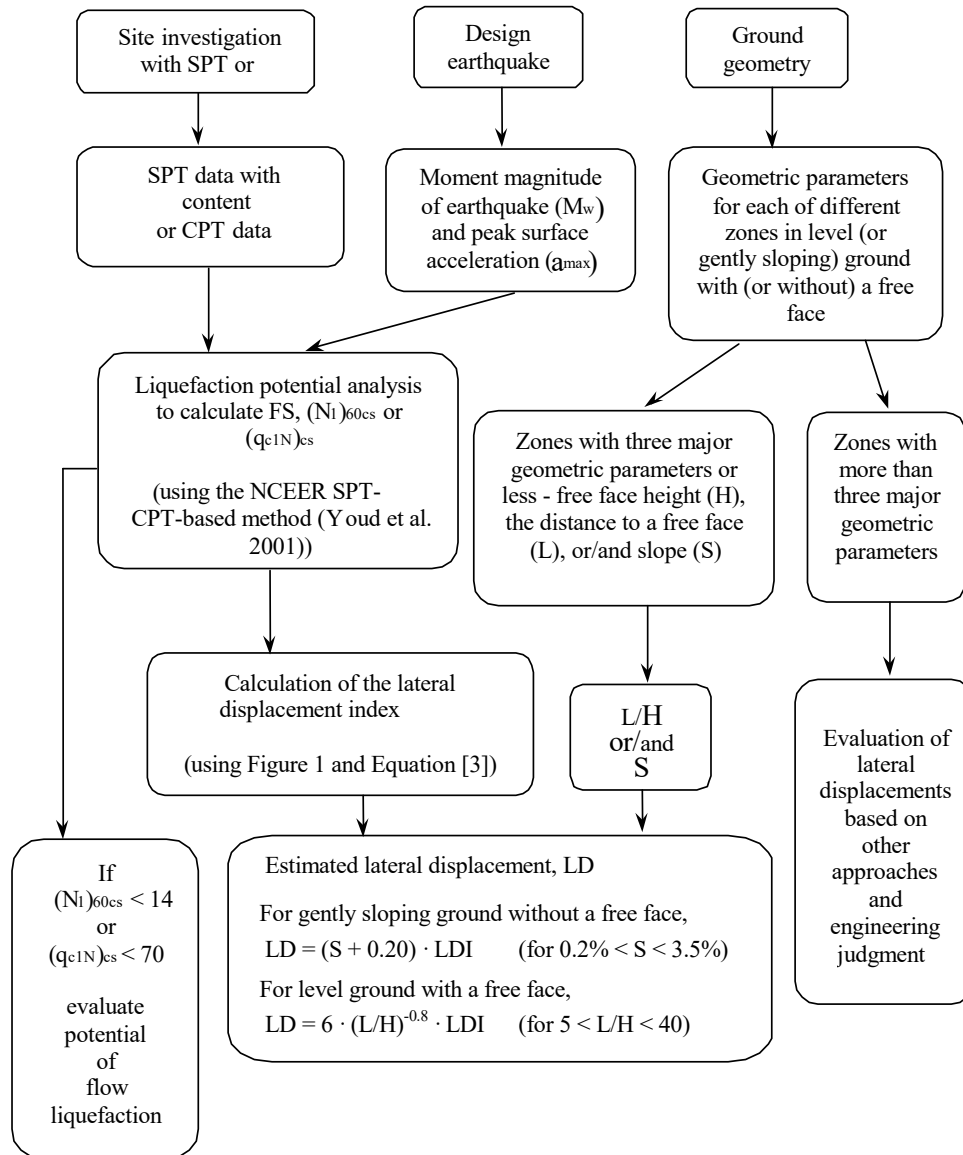 Site investigation
with SPT or
Design
earthquake
Ground
geometry
SPT data with
content
or CPT data
Moment magnitude
of earthquake (Mw)
and peak surface
acceleration (amax)
Geometric parameters
for each of different
zones in level (or
gently sloping) ground
with (or without) a free
face
Liquefaction potential analysis
to calculate FS, (N1)60cs or
(qc1N)cs
(using the NCEER SPT-
CPT-based method (Youd et al.
2001))
Zones with three major
geometric parameters or
less - free face height (H),
the distance to a free face
(L), or/and slope (S)
Zones with
more than
three major
geometric
parameters
Calculation of the lateral
displacement index
(using Figure 1 and Equation [3])
L/H
or/and
S
Evaluation of
lateral
displacements
based on
other
approaches
and
engineering
judgment
If
(N1)60cs < 14
or
(qc1N)cs < 70
evaluate
potential
of
flow
liquefaction
Estimated lateral displacement, LD
For gently sloping ground without a free face,
LD = (S + 0.20) · LDI (for 0.2% < S < 3.5%)
For level ground with a free face,
LD = 6 · (L/H)-0.8 · LDI (for 5 < L/H < 40)